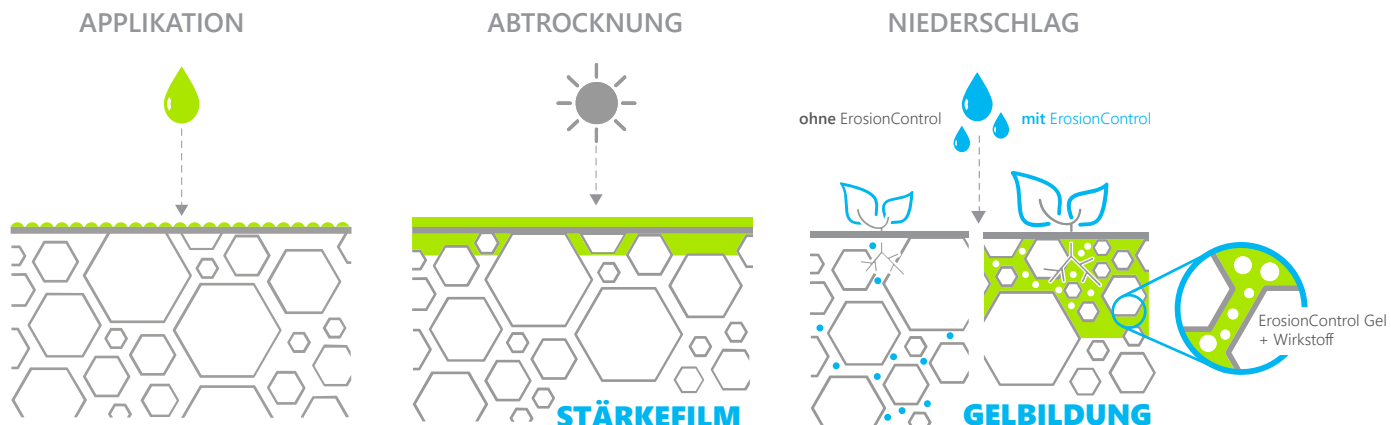 APPLIKATION
ABTROCKNUNG
STÄRKEFILM
NIEDERSCHLAG
ohne ErosionControl
mit ErosionControl
ErosionControl Gel
+ Wirkstoff
GELBILDUNG